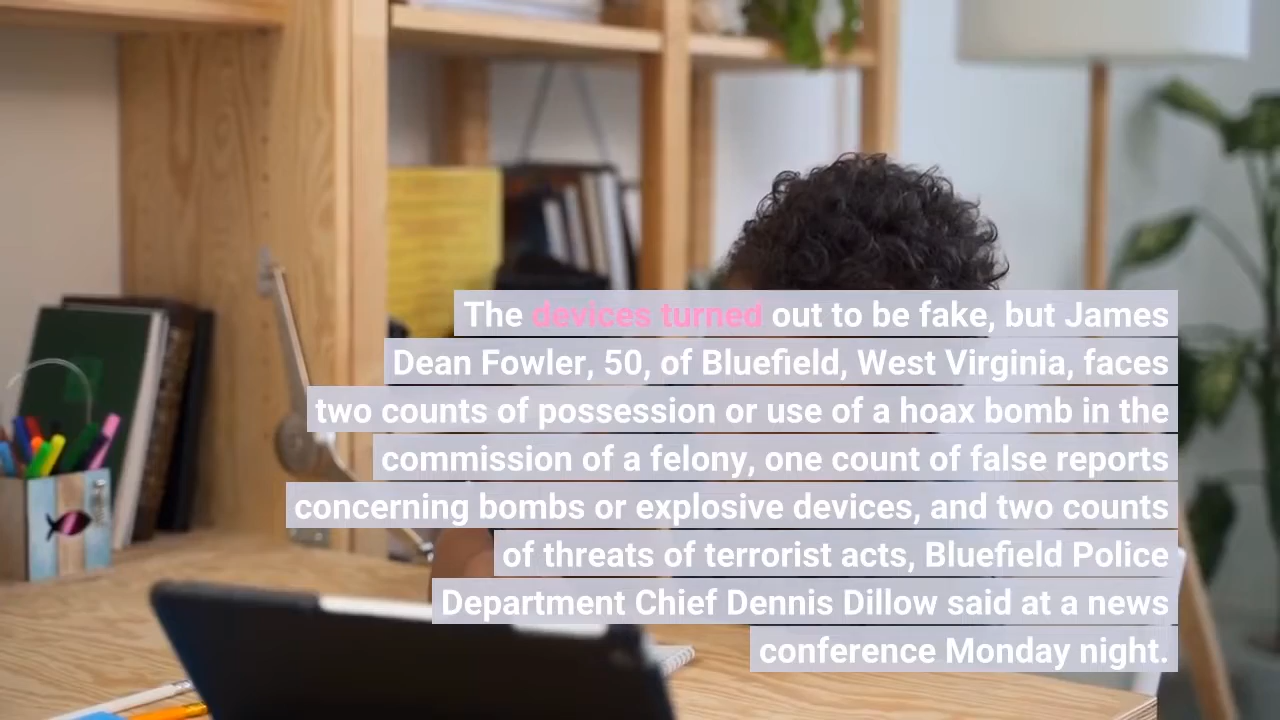 The devices turned out to be fake, but James
Dean Fowler, 50, of Bluefield, West Virginia, faces
two counts of possession or use of a hoax bomb in the
commission of a felony, one count of false reports
concerning bombs or explosive devices, and two counts
of threats of terrorist acts, Bluefield Police
Department Chief Dennis Dillow said at a news
conference Monday night.